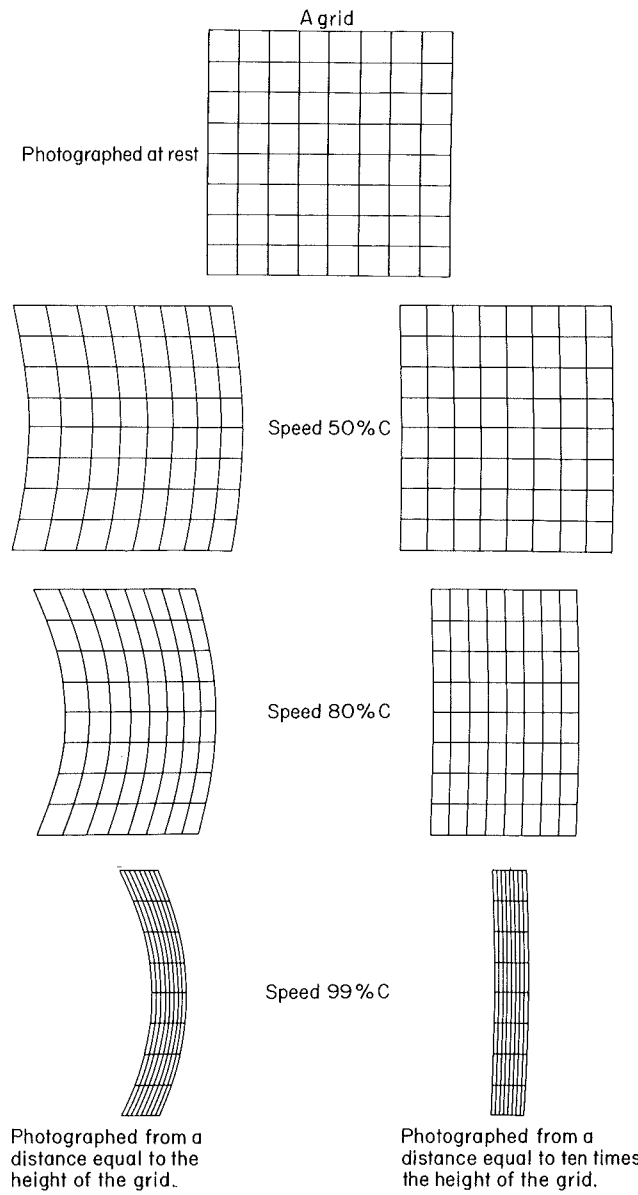 A grid
Photographed at rest
Speed 50% C
Speed 80% C
Speed 99% C
Photographed from a
distance equal to the
height of the grid.
Photographed from a
distance equal to ten times
the height of the grid.